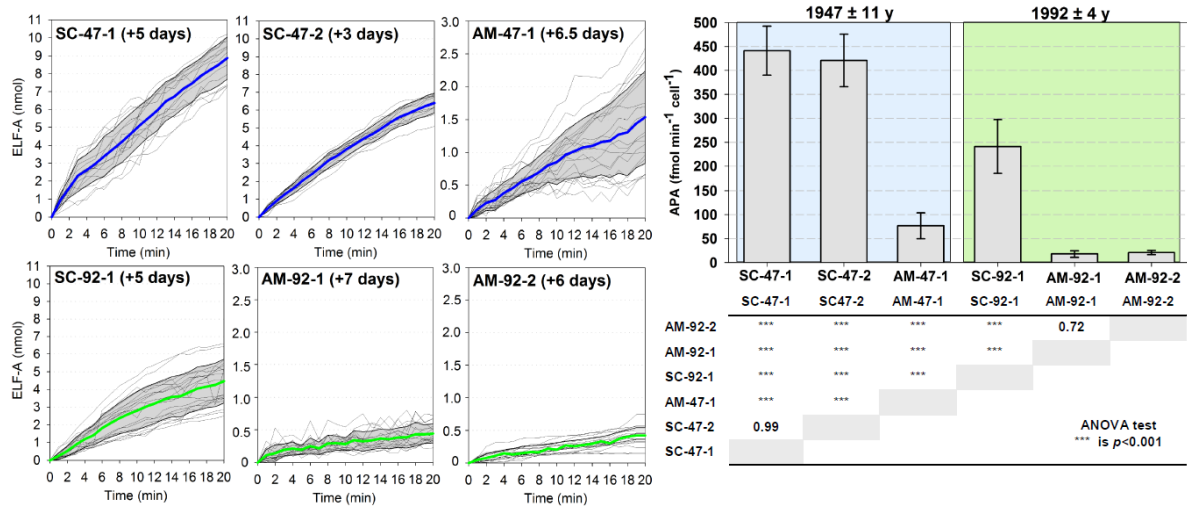 SC-47-1 (+5 days)
SC-47-2 (+3 days)
AM-47-1 (+6.5 days)
ELF-A (nmol)
11
10
9
8
7
6
5
4
3
2
1
0
3.0
2.5
2.0
1.5
1.0
0.5
0.0
0 2 4 6 8 10 12 14 16 18 20
0 2 4 6 8 10 12 14 16 18 20
0 2 4 6 8 10 12 14 16 18 20
Time (min)
Time (min)
Time (min)
SC-92-1 (+5 days)
AM-92-1 (+7 days)
AM-92-2 (+6 days)
ELF-A (nmol)
11
10
9
8
7
6
5
4
3
2
1
0
3.0
2.5
2.0
1.5
1.0
0.5
0.0
3.0
2.5
2.0
1.5
1.0
0.5
0.0
0 2 4 6 8 10 12 14 16 18 20
0 2 4 6 8 10 12 14 16 18 20
0 2 4 6 8 10 12 14 16 18 20
Time (min)
Time (min)
Time (min)
1947 ± 11 y
1992 ± 4 y
APA (fmol min-1 cell-1)
500
450
400
350
300
250
200
150
100
50
0
SC-47-1 SC-47-2 AM-47-1 SC-92-1 AM-92-1 AM-92-2
SC-47-1 SC47-2 AM-47-1 SC-92-1 AM-92-1 AM-92-2
AM-92-2 *** *** *** *** 0.72
AM-92-1 *** *** *** ***
SC-92-1 *** *** ***
AM-47-1 *** ***
SC-47-2 0.99
SC-47-1
ANOVA test
*** is p<0.001